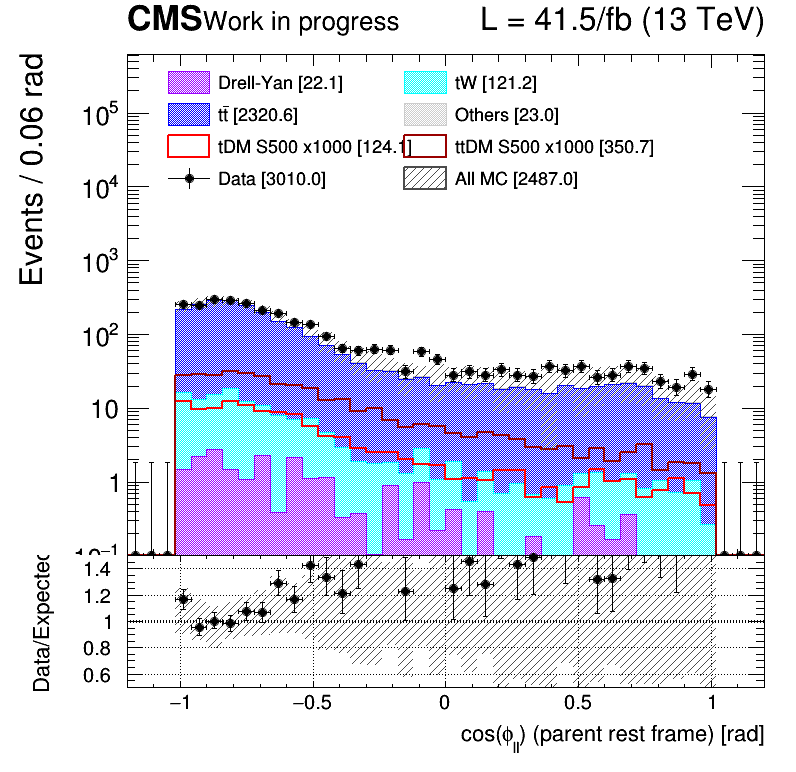 CMS Work in progress L = 41.5/fb (13 TeV)
Events / 0.06 rad
Drell-Yan [22.1] tW [121.2]
tt̄ [2320.6] Others [23.0]
tDM S500 x1000 [124.1] ttDM S500 x1000 [350.7]
Data [3010.0] All MC [2487.0]
10⁵
10⁴
10³
10²
10
1
10⁻¹
Data/Expected
1.4
1.2
1
0.8
0.6
−1 −0.5 0 0.5 1
cos(ϕ_ll) (parent rest frame) [rad]